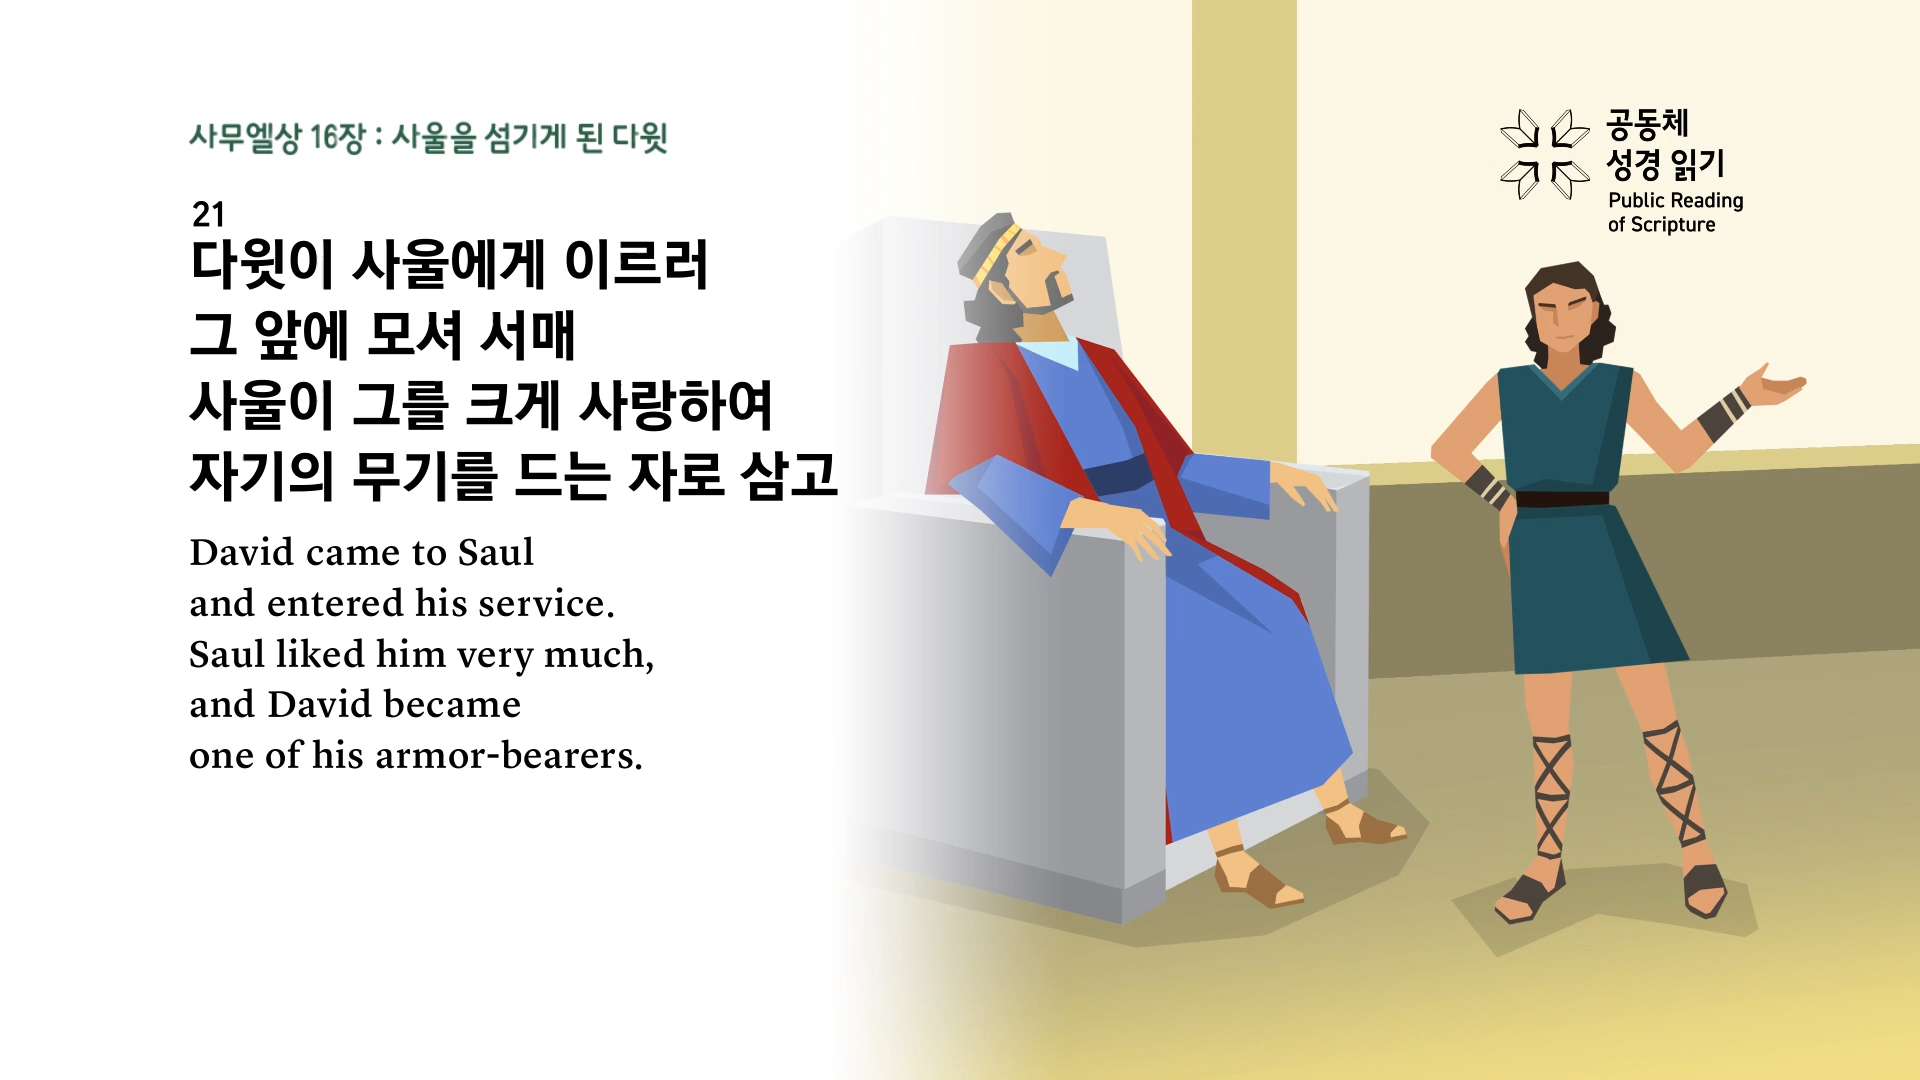 사무엘상 16장 : 사울을 섬기게 된 다윗
21
다윗이 사울에게 이르러
그 앞에 모셔 서매
사울이 그를 크게 사랑하여
자기의 무기를 드는 자로 삼고
David came to Saul
and entered his service.
Saul liked him very much,
and David became
one of his armor-bearers.
공동체
성경 읽기
Public Reading
of Scripture